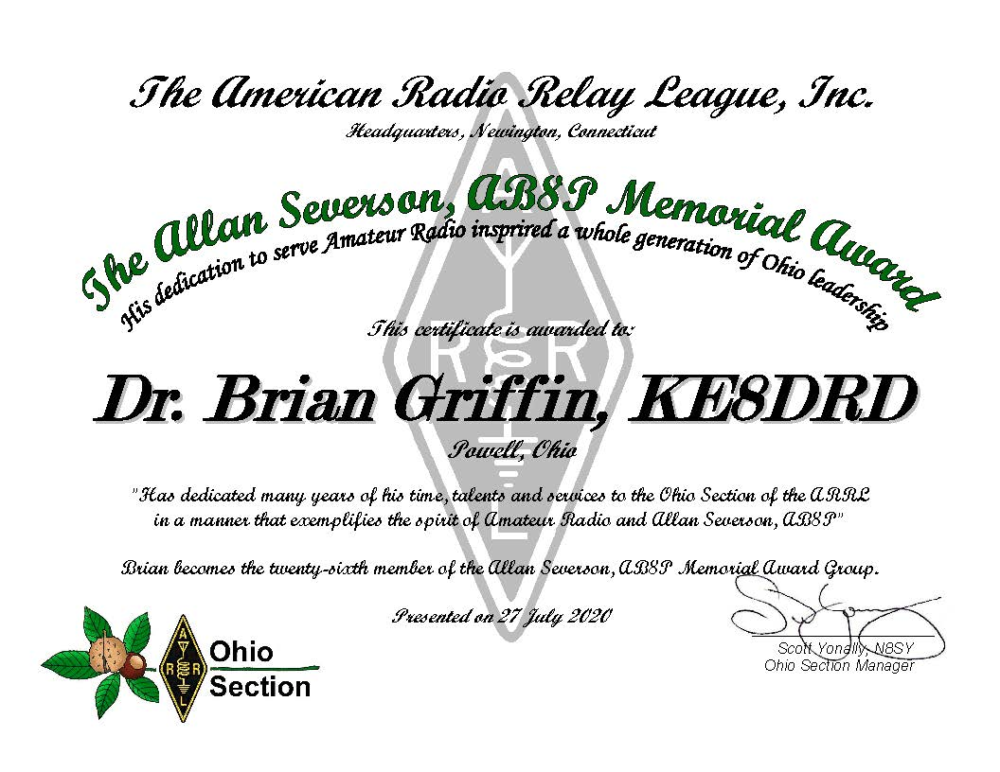 The American Radio Relay League, Inc.
Headquarters, Newington, Connecticut
The Allan Severson, AB8P Memorial Award
His dedication to serve Amateur Radio insprired a whole generation of Ohio leadership
This certificate is awarded to:
Dr. Brian Griffin, KE8DRD
Powell, Ohio
"Has dedicated many years of his time, talents and services to the Ohio Section of the ARRL
in a manner that exemplifies the spirit of Amateur Radio and Allan Severson, AB8P"
Brian becomes the twenty-sixth member of the Allan Severson, AB8P Memorial Award Group.
Presented on 27 July 2020
Scott Yonally, N8SY
Ohio Section Manager
A
R R
L
Ohio
Section
A
R R
L